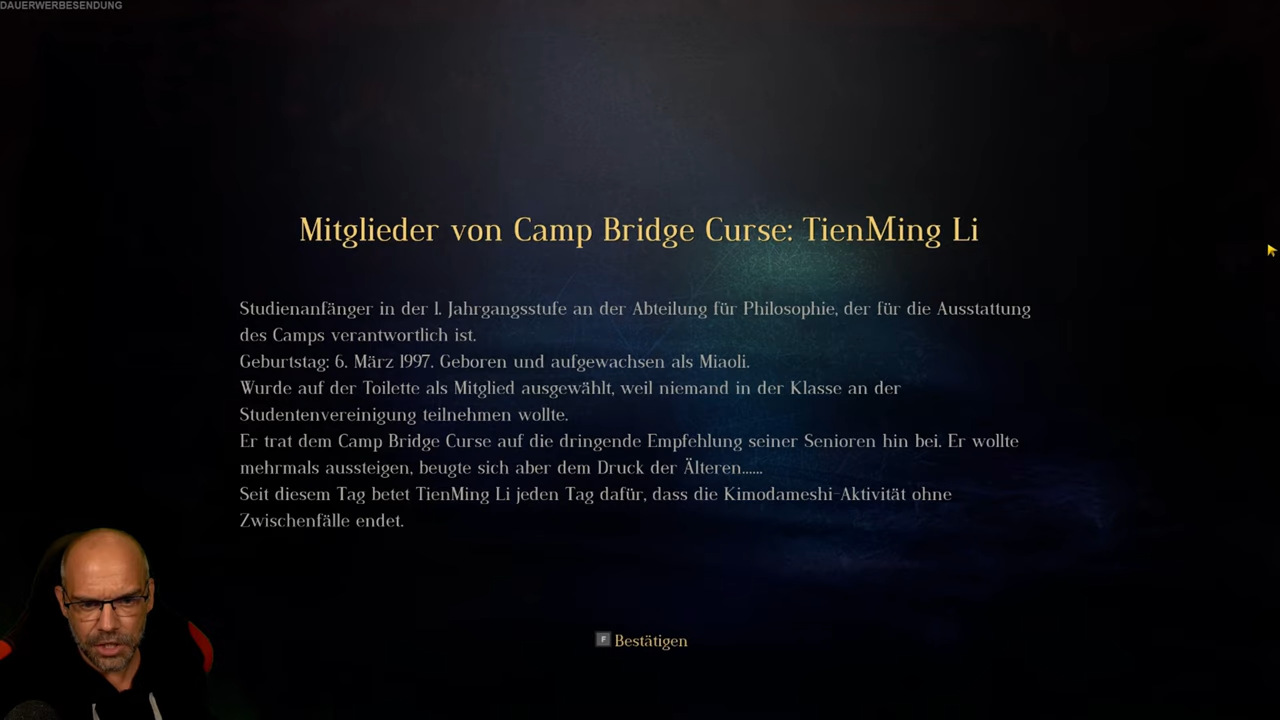 DAUERWERBESENDUNG
Mitglieder von Camp Bridge Curse: TienMing Li
Studienanfänger in der 1. Jahrgangsstufe an der Abteilung für Philosophie, der für die Ausstattung
des Camps verantwortlich ist.
Geburtstag: 6. März 1997. Geboren und aufgewachsen als Miaoli.
Wurde auf der Toilette als Mitglied ausgewählt, weil niemand in der Klasse an der
Studentenvereinigung teilnehmen wollte.
Er trat dem Camp Bridge Curse auf die dringende Empfehlung seiner Senioren hin bei. Er wollte
mehrmals aussteigen, beugte sich aber dem Druck der Älteren......
Seit diesem Tag betet TienMing Li jeden Tag dafür, dass die Kimodameshi-Aktivität ohne
Zwischenfälle endet.
F Bestätigen